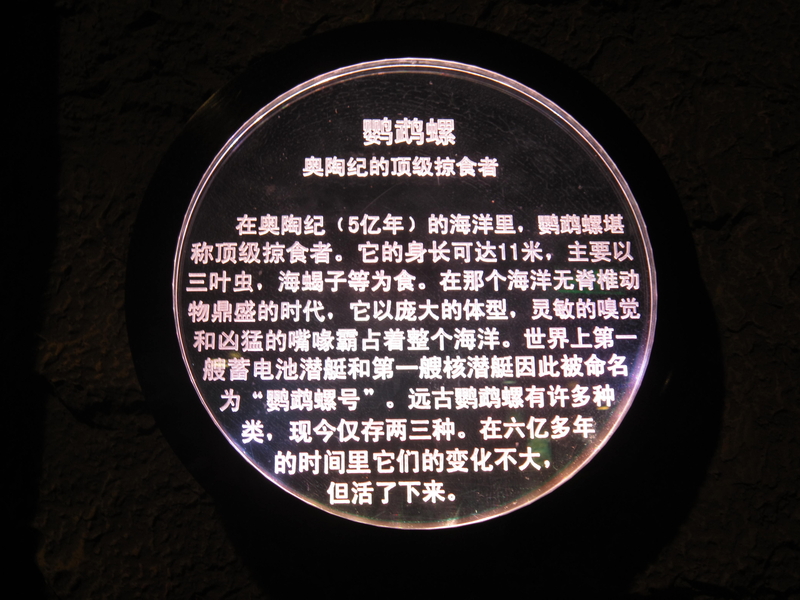 鹦鹉螺
奥陶纪的顶级掠食者
在奥陶纪（5亿年）的海洋里，鹦鹉螺堪
称顶级掠食者。它的身长可达11米，主要以
三叶虫，海蝎子等为食。在那个海洋无脊椎动
物鼎盛的时代，它以庞大的体型，灵敏的嗅觉
和凶猛的嘴喙霸占着整个海洋。世界上第一
艘蓄电池潜艇和第一艘核潜艇因此被命名
为“鹦鹉螺号”。远古鹦鹉螺有许多种
类，现今仅存两三种。在六亿多年
的时间里它们的变化不大，
但活了下来。